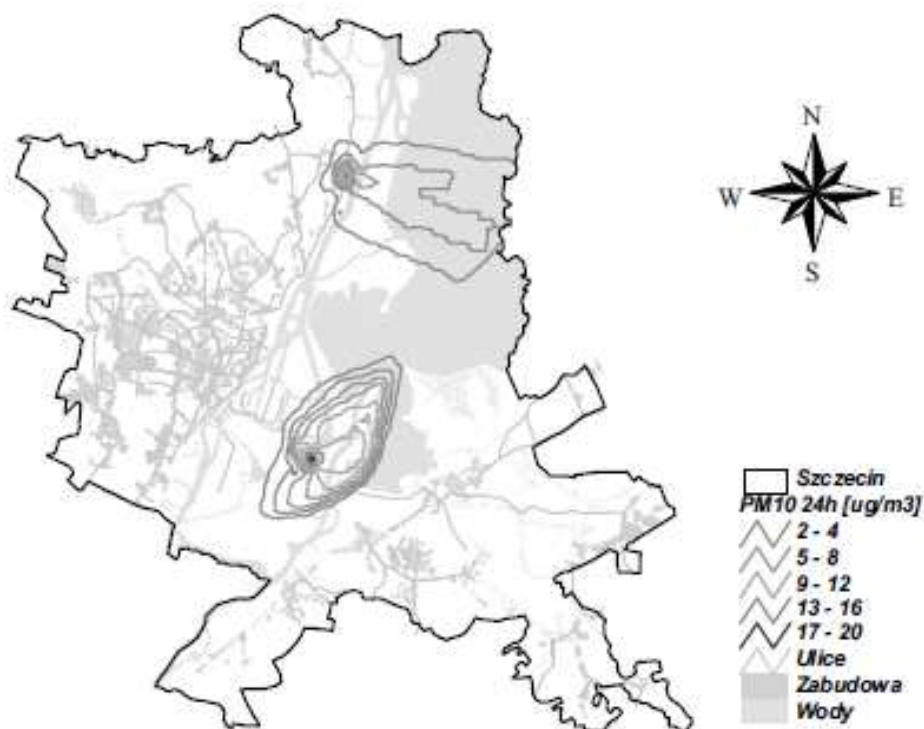 N
W E
S
Szczecin
PM10 24h [ug/m3]
2 - 4
5 - 8
9 - 12
13 - 16
17 - 20
Ulice
Zabudowa
Wody